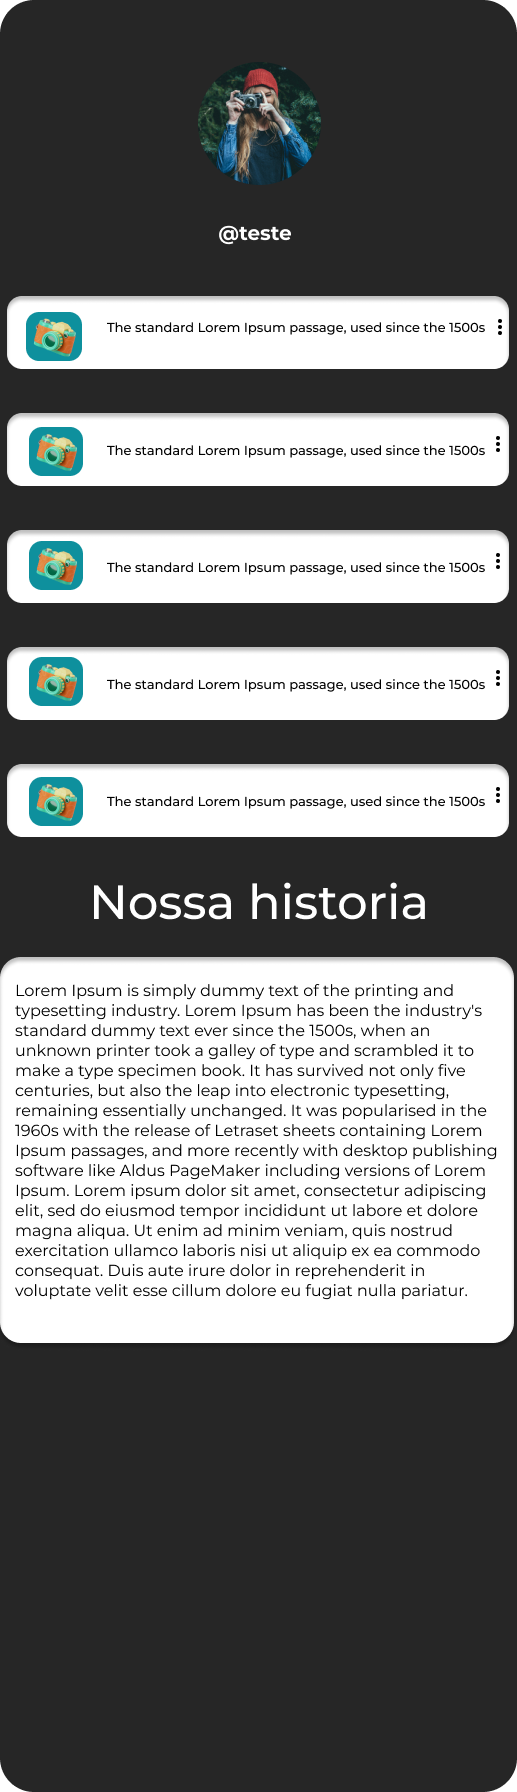 @teste
The standard Lorem Ipsum passage, used since the 1500s
The standard Lorem Ipsum passage, used since the 1500s
The standard Lorem Ipsum passage, used since the 1500s
The standard Lorem Ipsum passage, used since the 1500s
The standard Lorem Ipsum passage, used since the 1500s
Nossa historia
Lorem Ipsum is simply dummy text of the printing and
typesetting industry. Lorem Ipsum has been the industry's
standard dummy text ever since the 1500s, when an
unknown printer took a galley of type and scrambled it to
make a type specimen book. It has survived not only five
centuries, but also the leap into electronic typesetting,
remaining essentially unchanged. It was popularised in the
1960s with the release of Letraset sheets containing Lorem
Ipsum passages, and more recently with desktop publishing
software like Aldus PageMaker including versions of Lorem
Ipsum. Lorem ipsum dolor sit amet, consectetur adipiscing
elit, sed do eiusmod tempor incididunt ut labore et dolore
magna aliqua. Ut enim ad minim veniam, quis nostrud
exercitation ullamco laboris nisi ut aliquip ex ea commodo
consequat. Duis aute irure dolor in reprehenderit in
voluptate velit esse cillum dolore eu fugiat nulla pariatur.